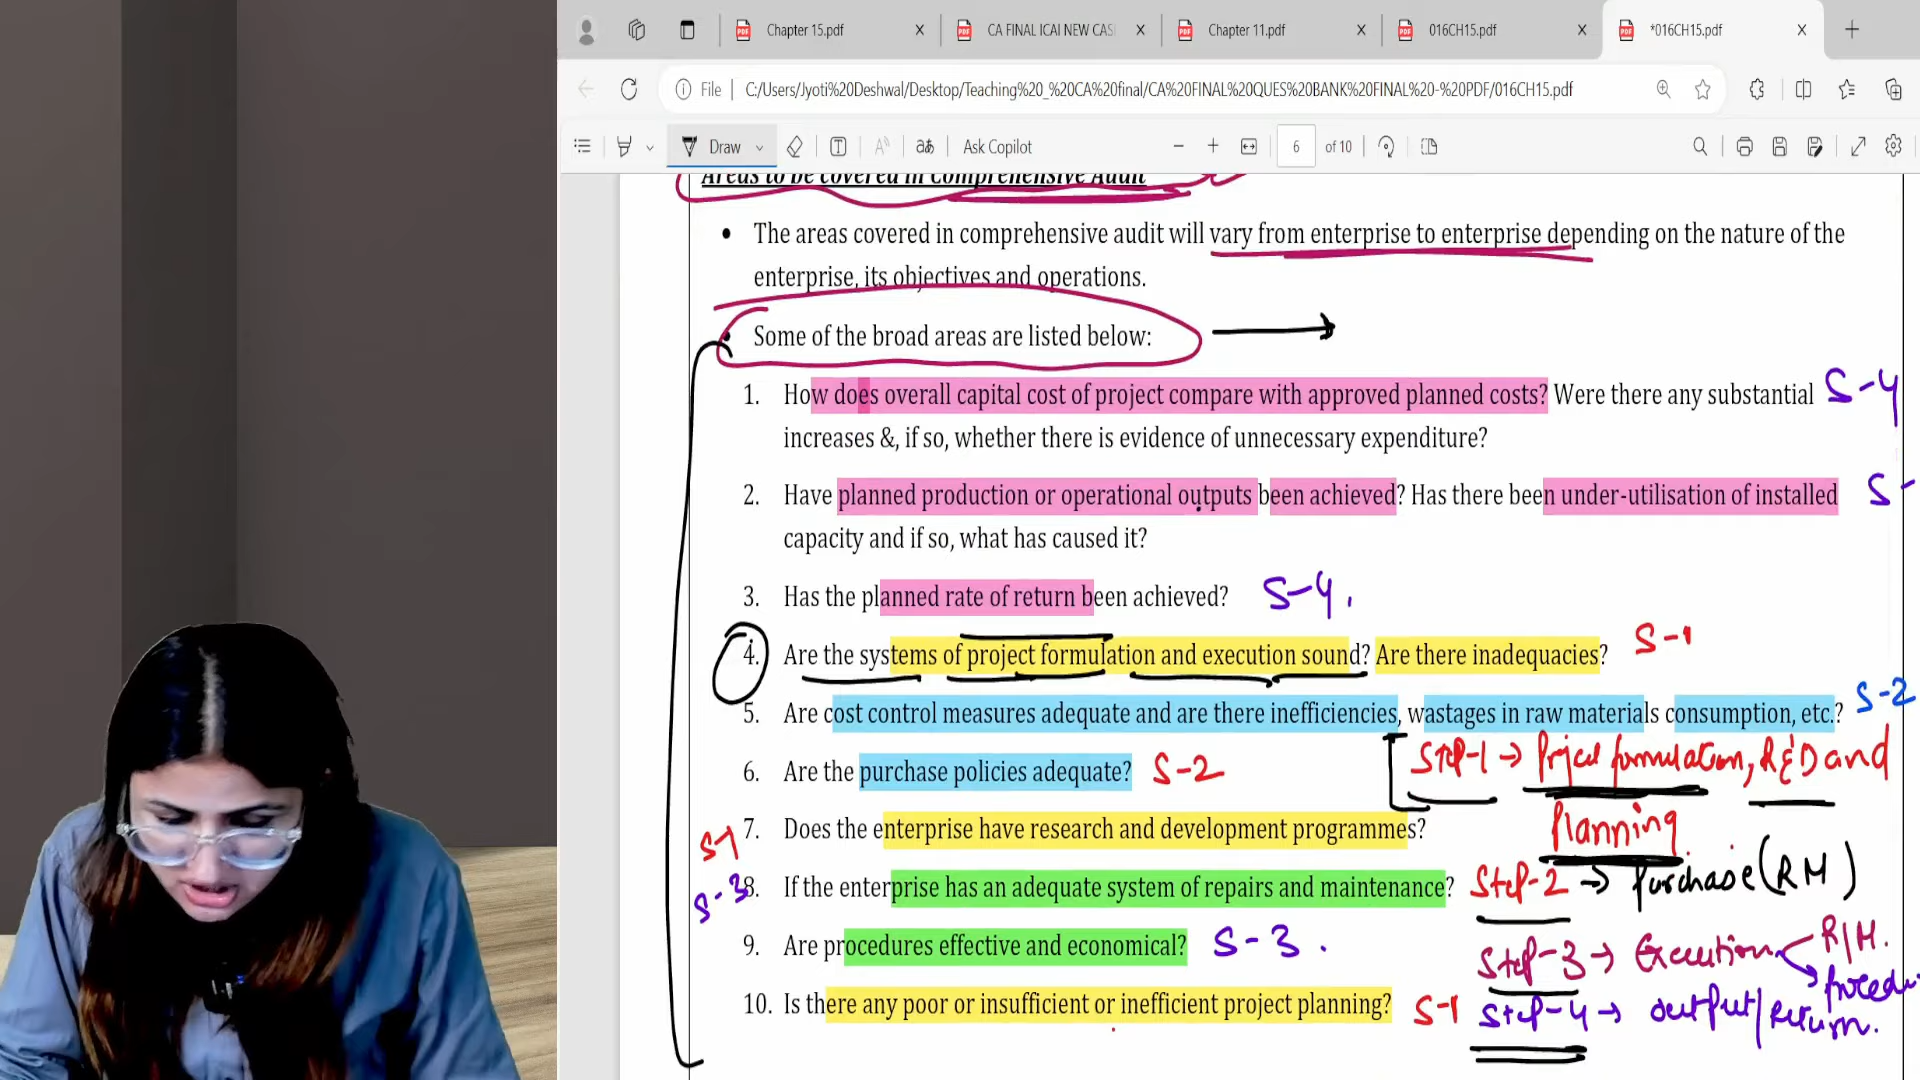 Chapter 15.pdf
CA FINAL ICAI NEW CAS
Chapter 11.pdf
016CH15.pdf
*016CH15.pdf
File C:/Users/Jyoti%20Deshwal/Desktop/Teaching%20_%20CA%20final/CA%20FINAL%20QUES%20BANK%20FINAL%20-%20PDF/016CH15.pdf
Draw
Ask Copilot
6 of 10
Areas to be covered in Comprehensive Audit
• The areas covered in comprehensive audit will vary from enterprise to enterprise depending on the nature of the
enterprise, its objectives and operations.
• Some of the broad areas are listed below:
1. How does overall capital cost of project compare with approved planned costs? Were there any substantial S-4
increases &, if so, whether there is evidence of unnecessary expenditure?
2. Have planned production or operational outputs been achieved? Has there been under-utilisation of installed S-
capacity and if so, what has caused it?
3. Has the planned rate of return been achieved? S-4.
4. Are the systems of project formulation and execution sound? Are there inadequacies? S-1
5. Are cost control measures adequate and are there inefficiencies, wastages in raw materials consumption, etc.? S-2
6. Are the purchase policies adequate? S-2
Step-1 → Project formulation, R&D and
Planning
S-1 7. Does the enterprise have research and development programmes?
S-3 8. If the enterprise has an adequate system of repairs and maintenance? Step-2 → Purchase (RM)
9. Are procedures effective and economical? S-3.
Step-3 → Execution R/M.
10. Is there any poor or insufficient or inefficient project planning? S-1
Step-4 → output/Return.